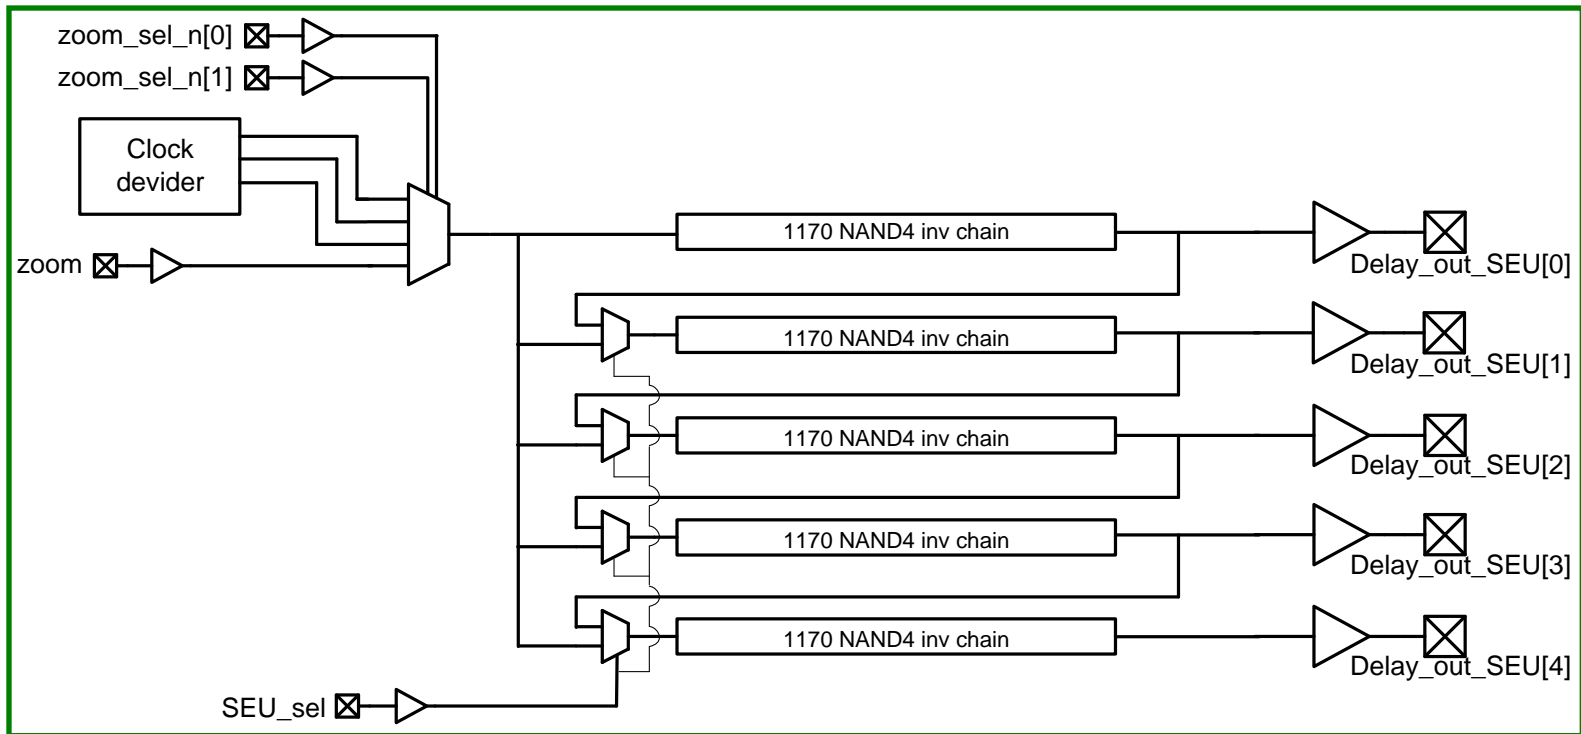 zoom_sel_n[0]
zoom_sel_n[1]
Clock
devider
zoom
1170 NAND4 inv chain
Delay_out_SEU[0]
1170 NAND4 inv chain
Delay_out_SEU[1]
1170 NAND4 inv chain
Delay_out_SEU[2]
1170 NAND4 inv chain
Delay_out_SEU[3]
1170 NAND4 inv chain
Delay_out_SEU[4]
SEU_sel